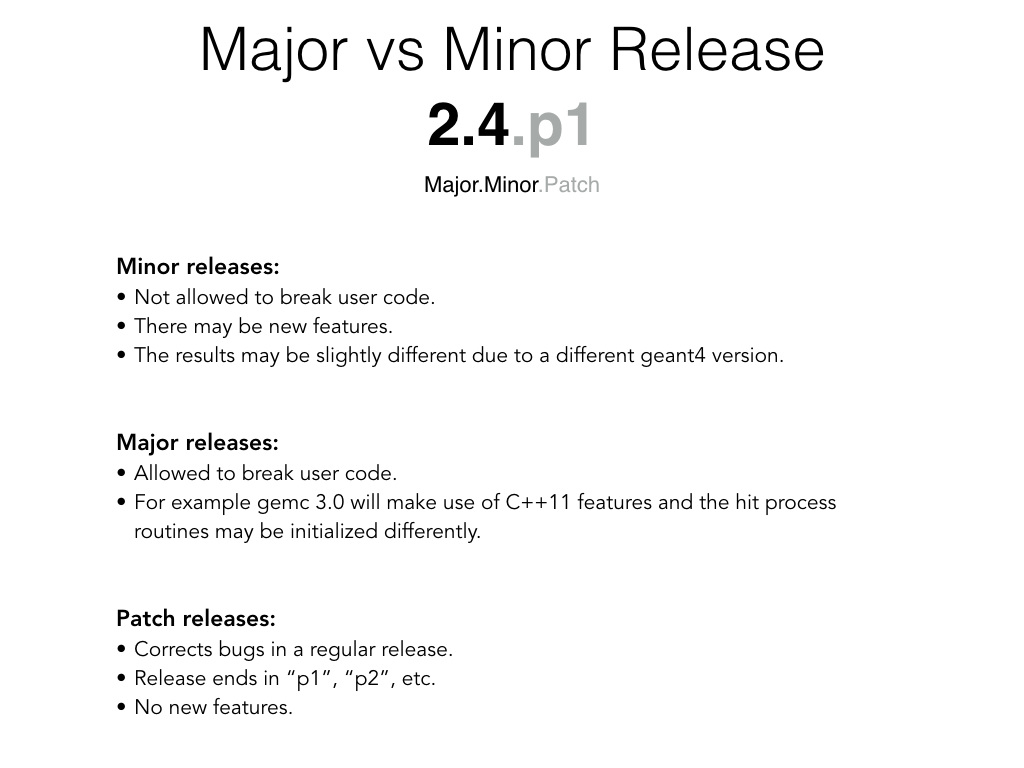 Major vs Minor Release
2.4.p1
Major.Minor.Patch
Minor releases:
• Not allowed to break user code.
• There may be new features.
• The results may be slightly different due to a different geant4 version.
Major releases:
• Allowed to break user code.
• For example gemc 3.0 will make use of C++11 features and the hit process
routines may be initialized differently.
Patch releases:
• Corrects bugs in a regular release.
• Release ends in “p1”, “p2”, etc.
• No new features.